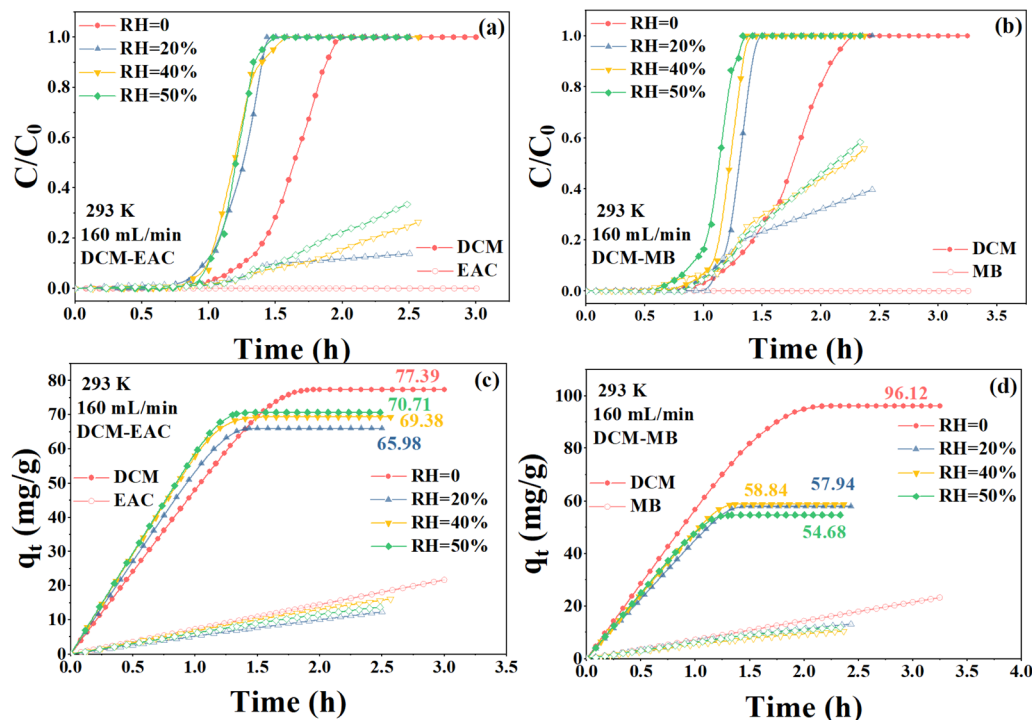 (a)
RH=0
RH=20%
RH=40%
RH=50%
293 K
160 mL/min
DCM-EAC
DCM
EAC
C/C0
1.0
0.8
0.6
0.4
0.2
0.0
0.0 0.5 1.0 1.5 2.0 2.5 3.0
Time (h)
(b)
RH=0
RH=20%
RH=40%
RH=50%
293 K
160 mL/min
DCM-MB
DCM
MB
C/C0
1.0
0.8
0.6
0.4
0.2
0.0
0.0 0.5 1.0 1.5 2.0 2.5 3.0 3.5
Time (h)
293 K
160 mL/min
DCM-EAC
77.39
(c)
70.71
69.38
65.98
DCM
EAC
RH=0
RH=20%
RH=40%
RH=50%
qt (mg/g)
80
70
60
50
40
30
20
10
0
0.0 0.5 1.0 1.5 2.0 2.5 3.0 3.5
Time (h)
293 K
160 mL/min
DCM-MB
96.12
(d)
DCM
MB
RH=0
RH=20%
RH=40%
RH=50%
58.84
57.94
54.68
qt (mg/g)
100
80
60
40
20
0
0.0 0.5 1.0 1.5 2.0 2.5 3.0 3.5 4.0
Time (h)